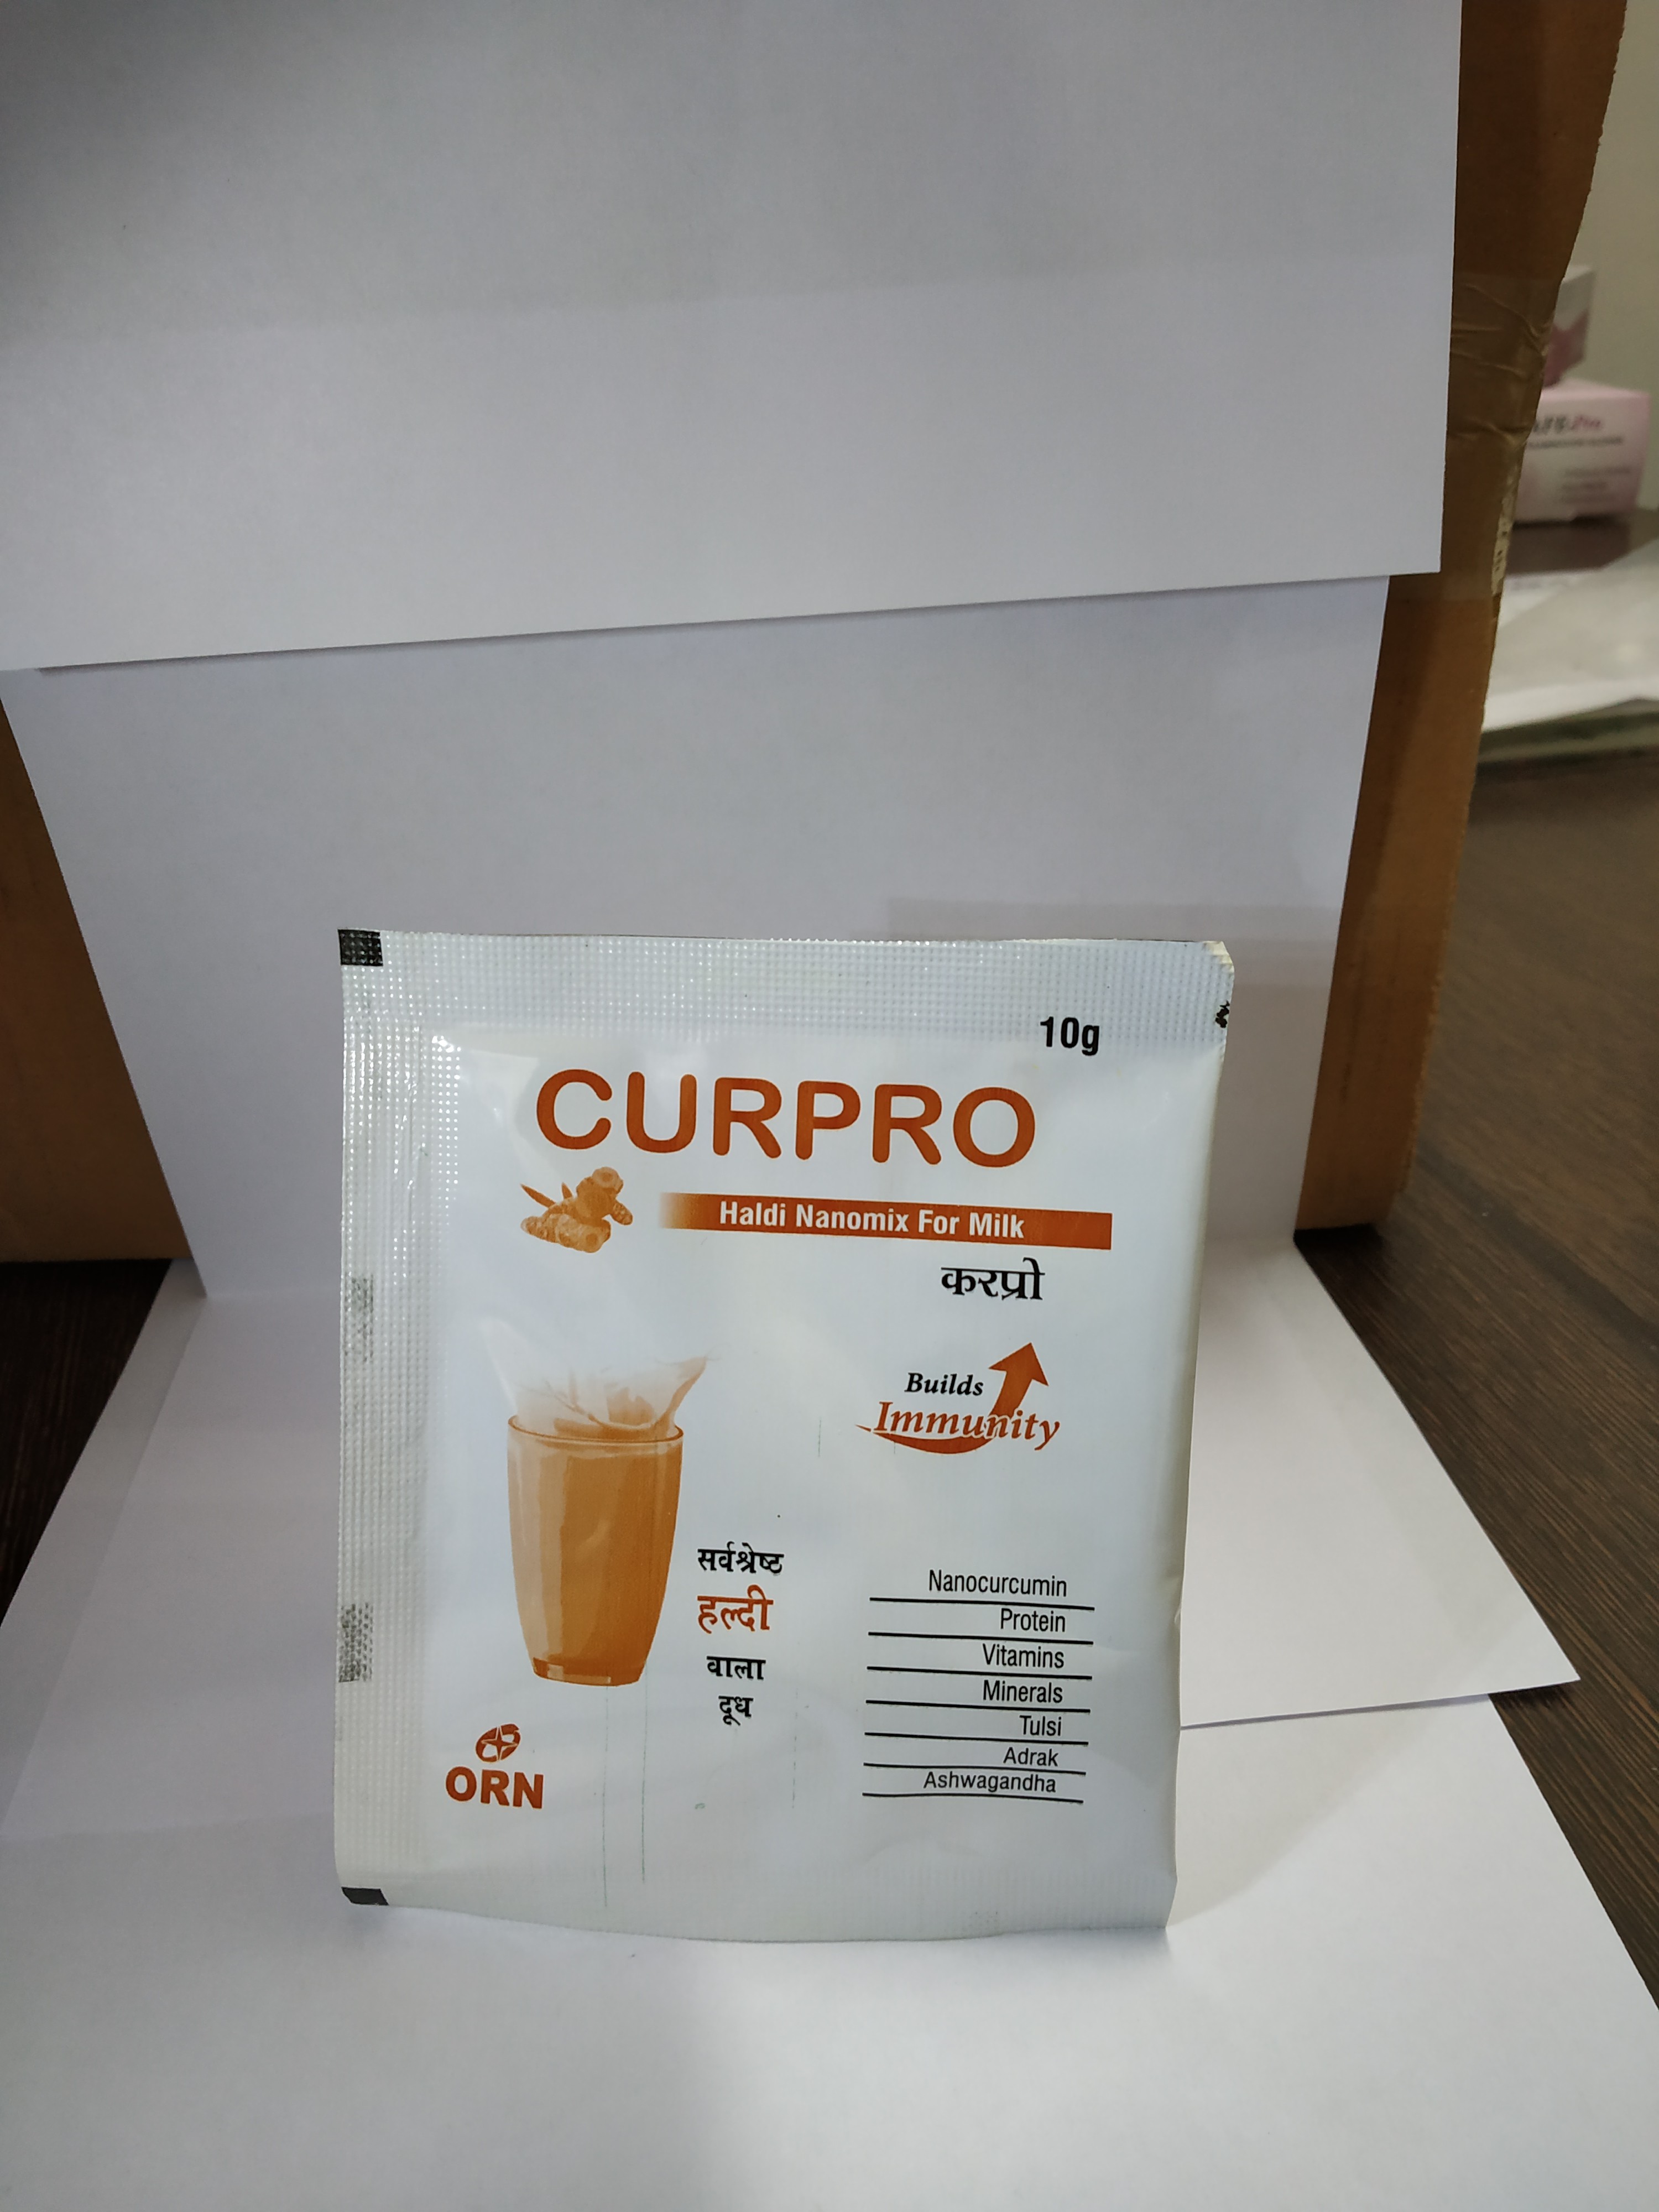 10g
CURPRO
Haldi Nanomix For Milk
करप्रो
Builds
Immunity
सर्वश्रेष्ठ
हल्दी
वाला
दूध
Nanocurcumin
Protein
Vitamins
Minerals
Tulsi
Adrak
Ashwagandha
ORN